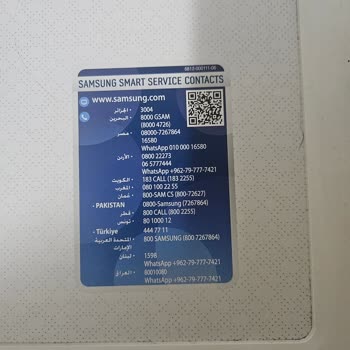 SAMSUNG SMART SERVICE CONTACTS
www.samsung.com
• الجزائر 3004
• البحرين 8000 GSAM
(8000 4726)
• مصر 08000-7267864
16580
WhatsApp 010 000 16580
• الأردن 0800 22273
06 5777444
WhatsApp +962-79-777-7421
• الكويت 183 CALL (2255)
• المغرب 080 100 22 55
• عُمان 800-SAM CS (800-72627)
• PAKISTAN 0800-Samsung (7267864)
• قطر 800 CALL (800 2255)
• تونس 80 1000 12
• Türkiye 444 77 11
• المتحدة العربية 800 SAMSUNG (800 7267864)
الإمارات
• لبنان 1598
WhatsApp +962-79-777-7421
• العراق 80010080
WhatsApp +962-79-777-7421